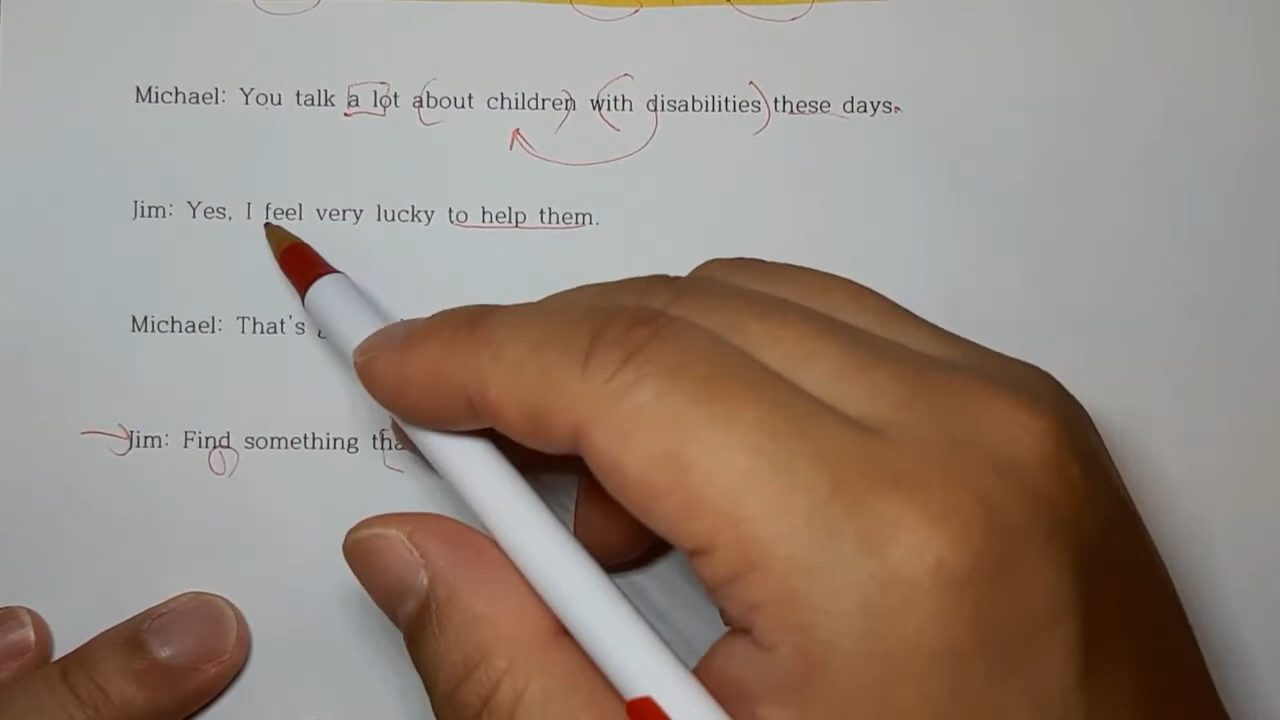 Michael: You talk a lot about children with disabilities these days.
Jim: Yes, I feel very lucky to help them.
Michael: That's
Jim: Find something